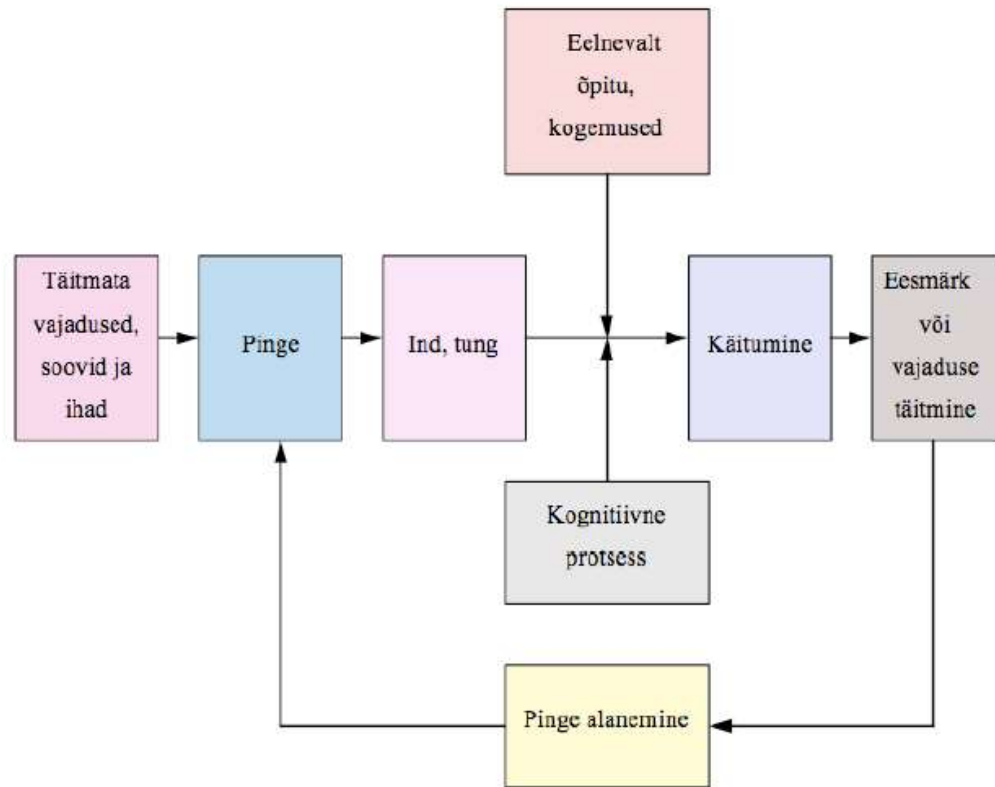 Eelnevalt
õpitu,
kogemused
Täitmata
vajadused,
soovid ja
ihad
Pinge
Ind, tung
Käitumine
Eesmärk
või
vajaduse
täitmine
Kognitiivne
protsess
Pinge alanemine